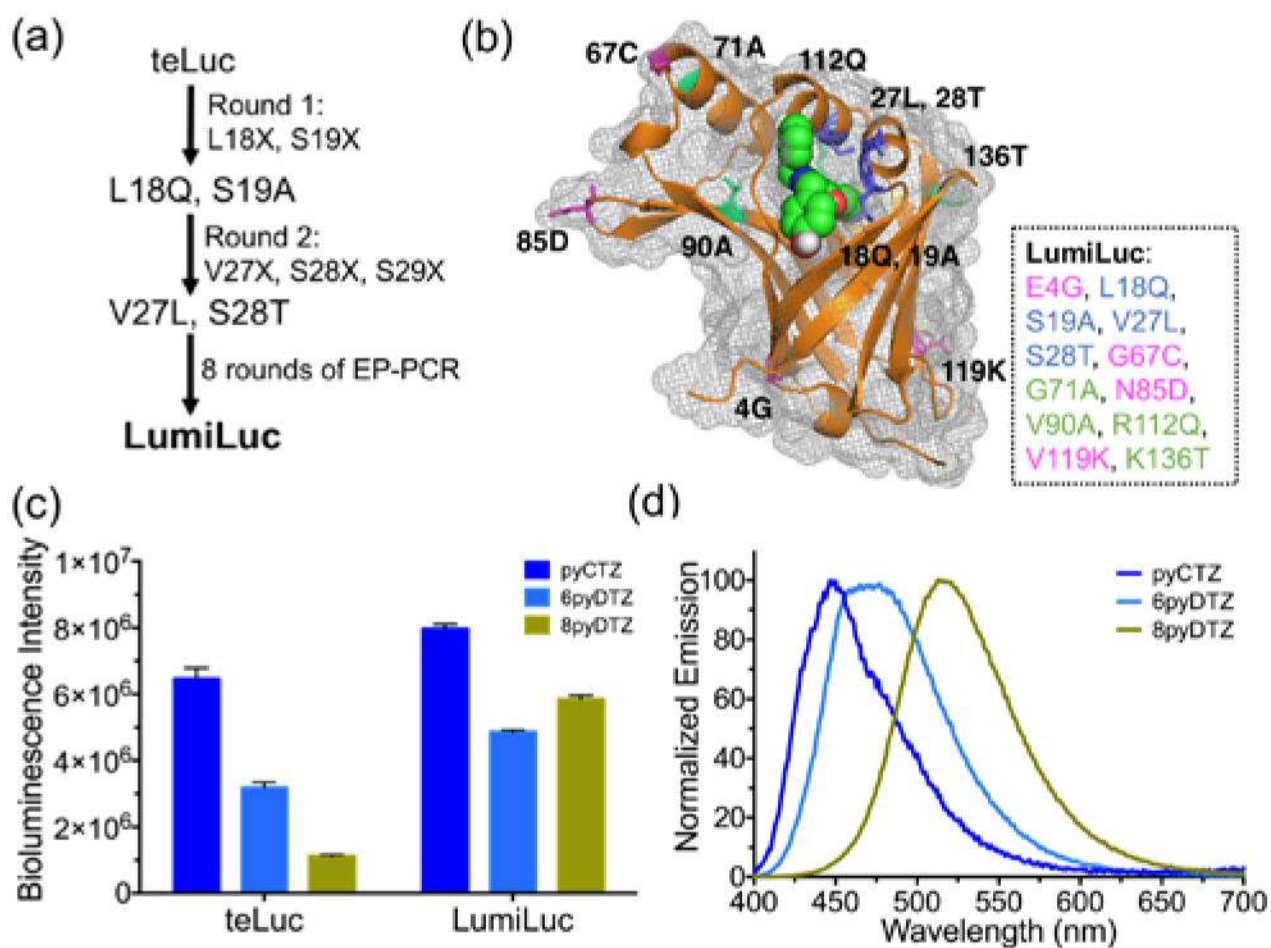 (a)
teLuc
Round 1:
L18X, S19X
L18Q, S19A
Round 2:
V27X, S28X, S29X
V27L, S28T
8 rounds of EP-PCR
LumiLuc
(b)
67C
71A
112Q
27L, 28T
136T
85D
90A
18Q, 19A
4G
119K
LumiLuc:
E4G, L18Q,
S19A, V27L,
S28T, G67C,
G71A, N85D,
V90A, R112Q,
V119K, K136T
(c)
Bioluminescence Intensity
1×10⁷
8×10⁶
6×10⁶
4×10⁶
2×10⁶
0
pyCTZ
6pyDTZ
8pyDTZ
teLuc
LumiLuc
(d)
Normalized Emission
100
80
60
40
20
0
pyCTZ
6pyDTZ
8pyDTZ
400 450 500 550 600 650 700
Wavelength (nm)